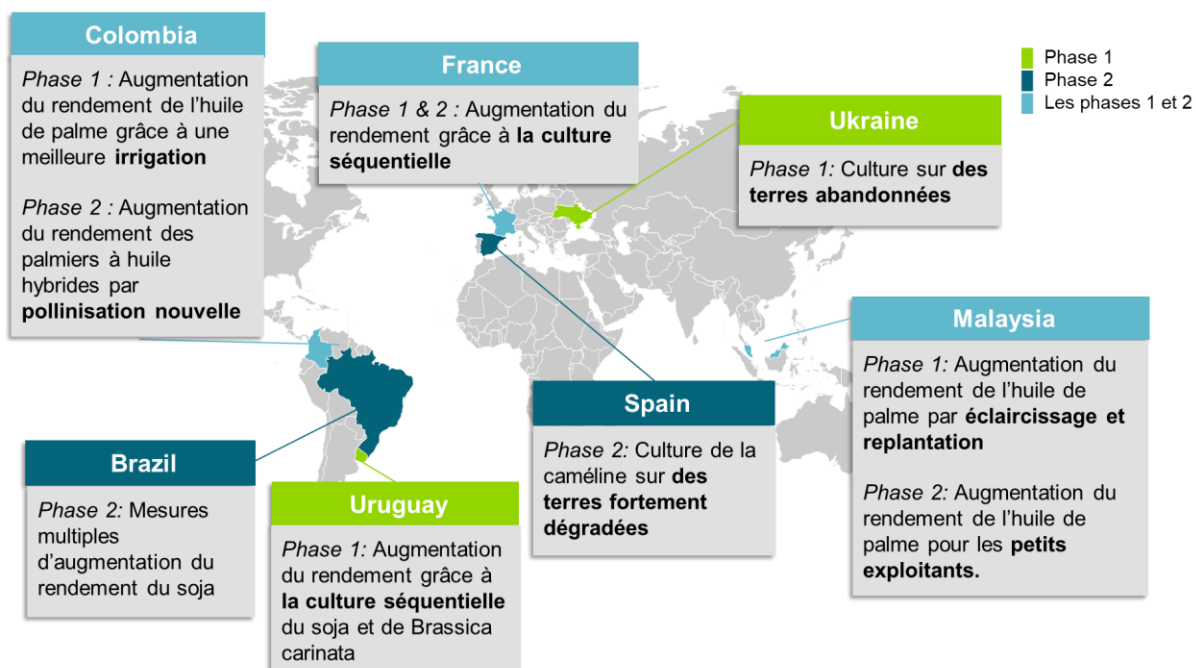 Colombia
Phase 1 : Augmentation
du rendement de l'huile
de palme grâce à une
meilleure irrigation
Phase 2 : Augmentation
du rendement des
palmiers à huile
hybrides par
pollinisation nouvelle
France
Phase 1 & 2 : Augmentation du
rendement grâce à la culture
séquentielle
Phase 1
Phase 2
Les phases 1 et 2
Ukraine
Phase 1: Culture sur des
terres abandonnées
Malaysia
Phase 1: Augmentation du
rendement de l'huile de
palme par éclaircissage et
replantation
Phase 2: Augmentation du
rendement de l'huile de
palme pour les petits
exploitants.
Spain
Phase 2: Culture de la
caméline sur des
terres fortement
dégradées
Brazil
Phase 2: Mesures
multiples
d'augmentation du
rendement du soja
Uruguay
Phase 1: Augmentation
du rendement grâce à
la culture séquentielle
du soja et de Brassica
carinata